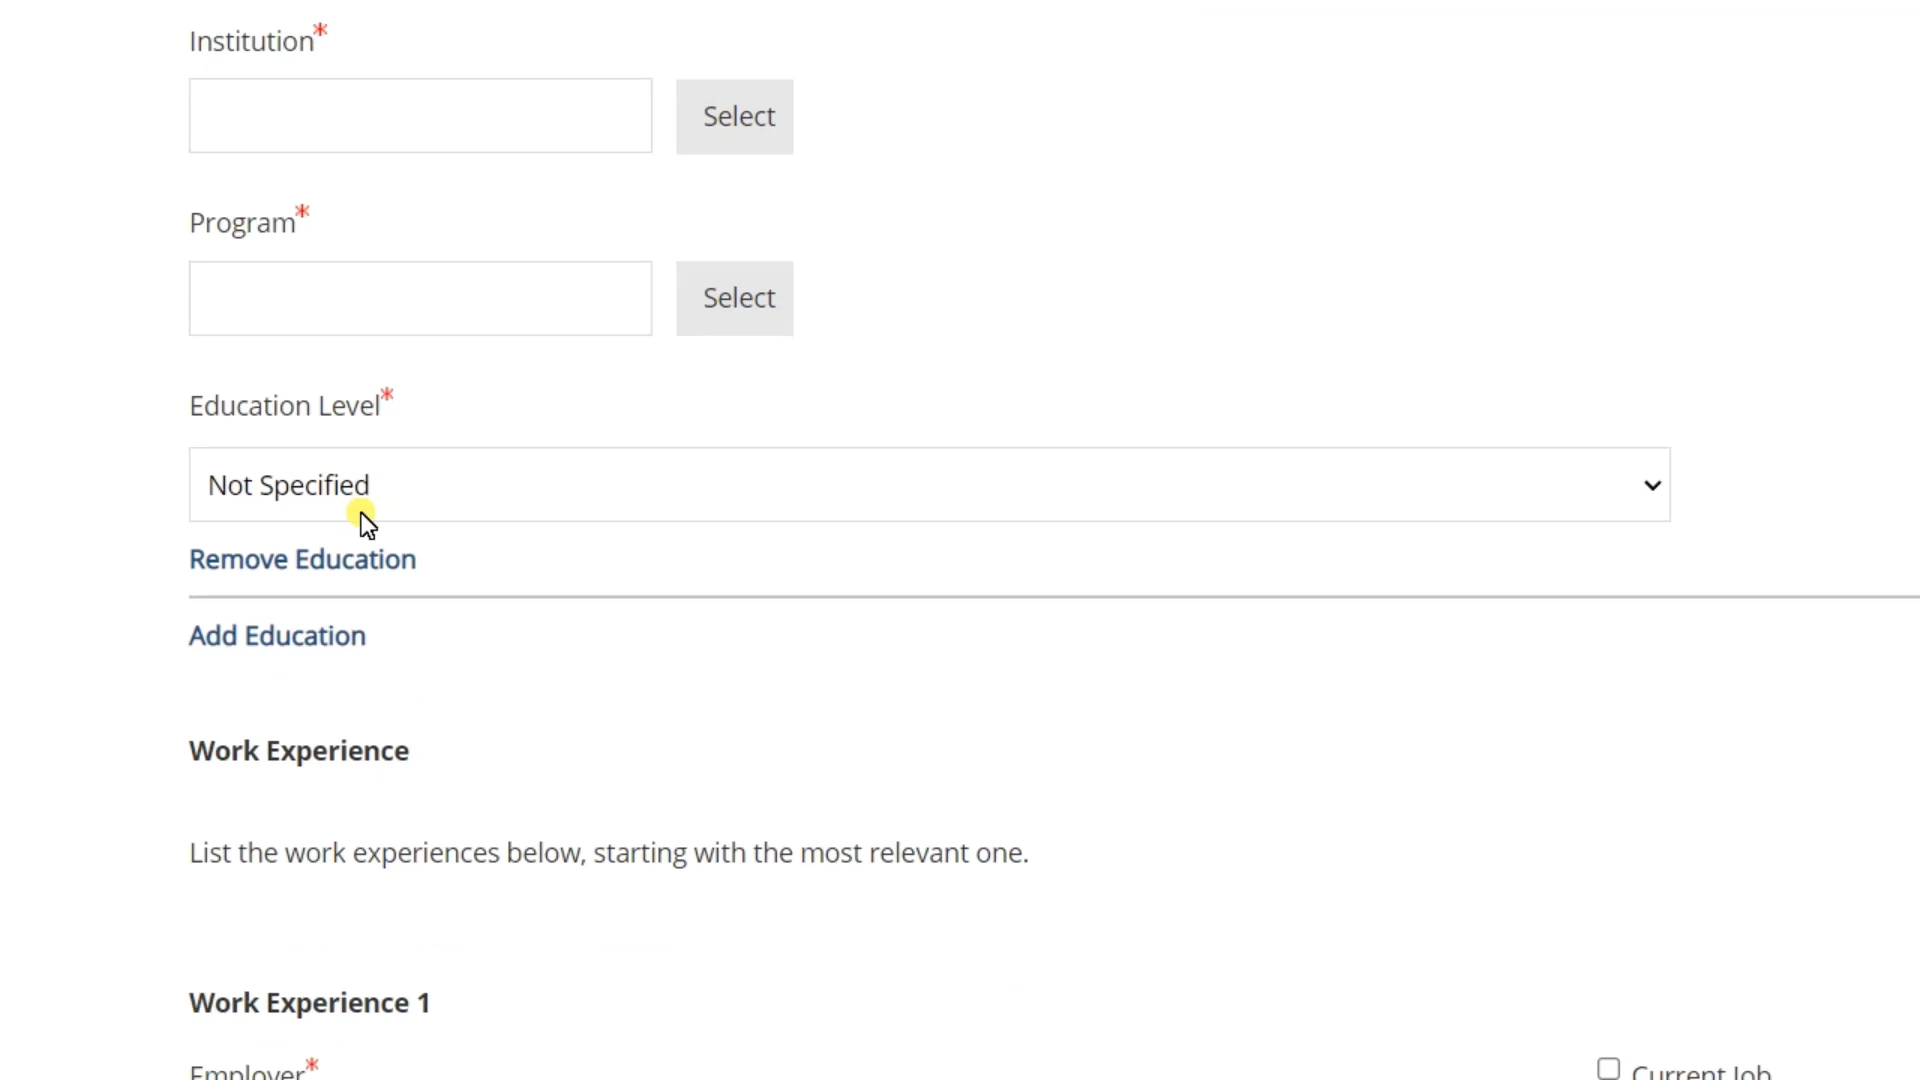 Institution*
Select
Program*
Select
Education Level*
Not Specified
Remove Education
Add Education
Work Experience
List the work experiences below, starting with the most relevant one.
Work Experience 1
Employer*
Current Job